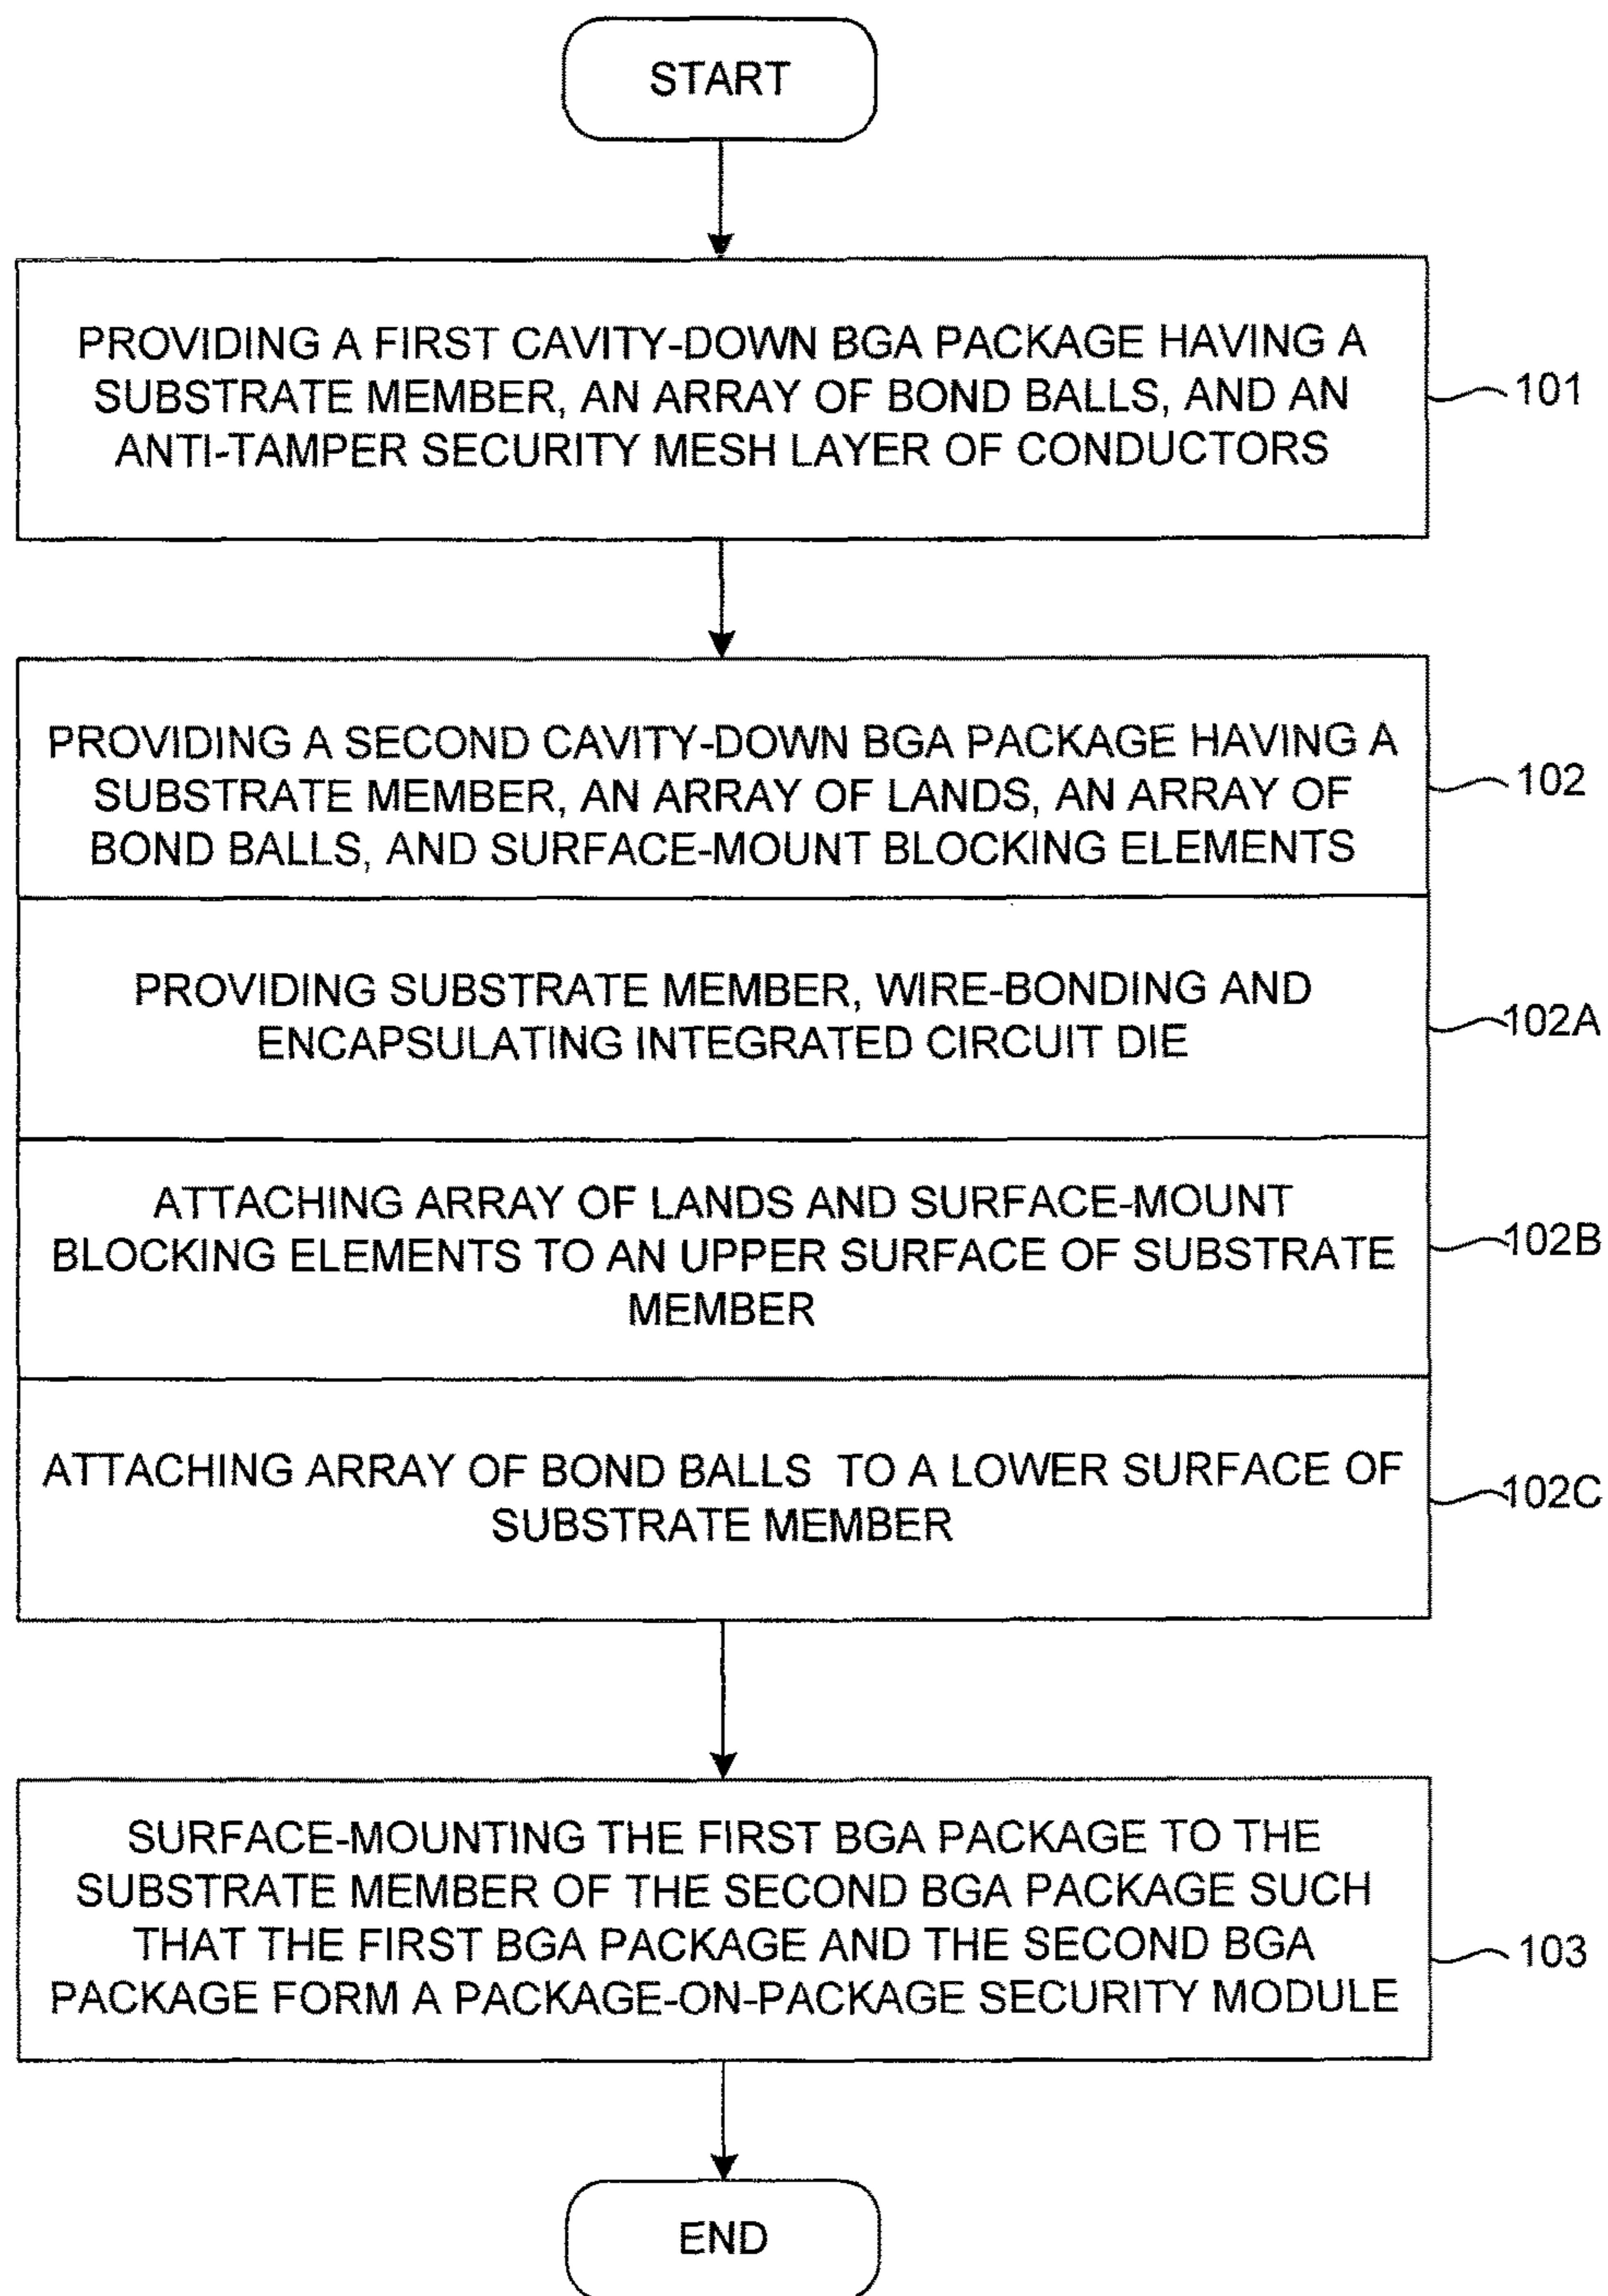 START
PROVIDING A FIRST CAVITY-DOWN BGA PACKAGE HAVING A
SUBSTRATE MEMBER, AN ARRAY OF BOND BALLS, AND AN
ANTI-TAMPER SECURITY MESH LAYER OF CONDUCTORS
101
PROVIDING A SECOND CAVITY-DOWN BGA PACKAGE HAVING A
SUBSTRATE MEMBER, AN ARRAY OF LANDS, AN ARRAY OF
BOND BALLS, AND SURFACE-MOUNT BLOCKING ELEMENTS
102
PROVIDING SUBSTRATE MEMBER, WIRE-BONDING AND
ENCAPSULATING INTEGRATED CIRCUIT DIE
102A
ATTACHING ARRAY OF LANDS AND SURFACE-MOUNT
BLOCKING ELEMENTS TO AN UPPER SURFACE OF SUBSTRATE
MEMBER
102B
ATTACHING ARRAY OF BOND BALLS TO A LOWER SURFACE OF
SUBSTRATE MEMBER
102C
SURFACE-MOUNTING THE FIRST BGA PACKAGE TO THE
SUBSTRATE MEMBER OF THE SECOND BGA PACKAGE SUCH
THAT THE FIRST BGA PACKAGE AND THE SECOND BGA
PACKAGE FORM A PACKAGE-ON-PACKAGE SECURITY MODULE
103
END